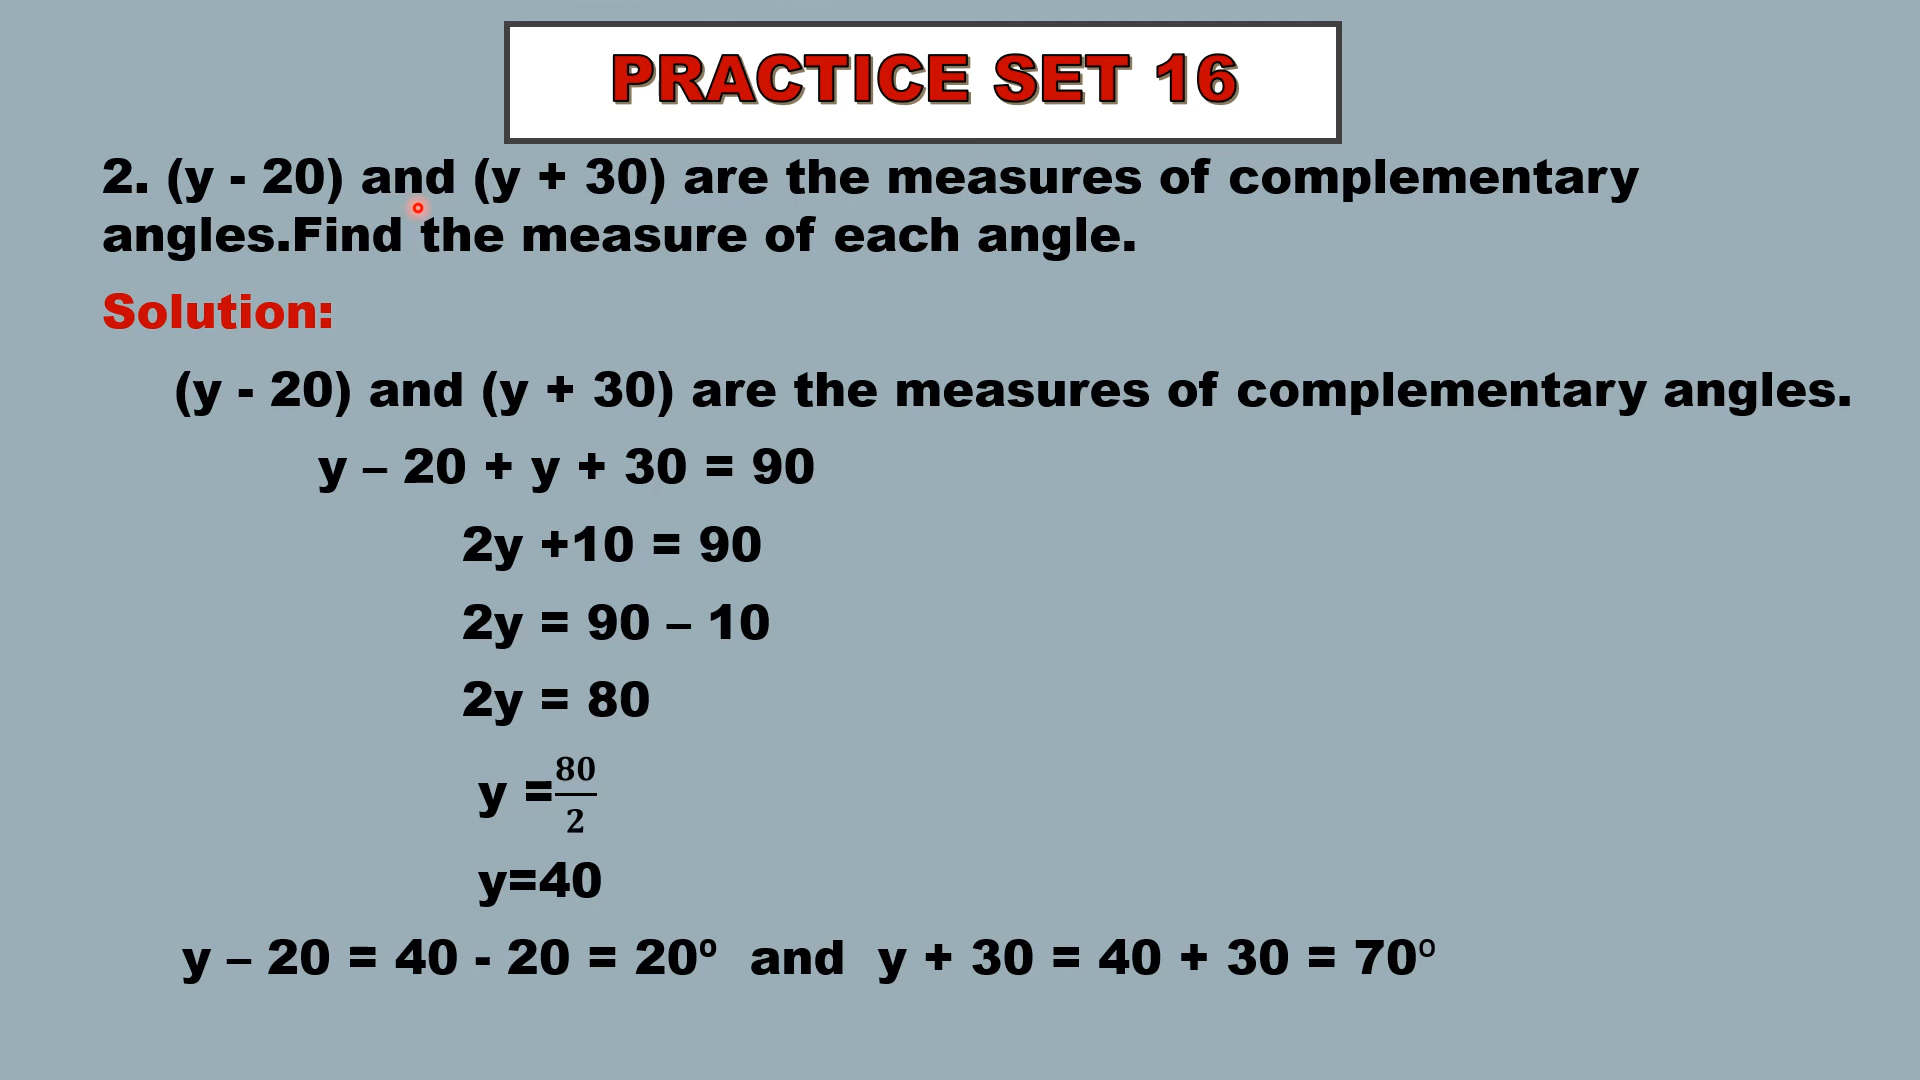 PRACTICE SET 16
2. (y - 20) and (y + 30) are the measures of complementary
angles.Find the measure of each angle.
Solution:
(y - 20) and (y + 30) are the measures of complementary angles.
y – 20 + y + 30 = 90
2y +10 = 90
2y = 90 – 10
2y = 80
y =80/2
y=40
y – 20 = 40 - 20 = 20⁰ and y + 30 = 40 + 30 = 70⁰